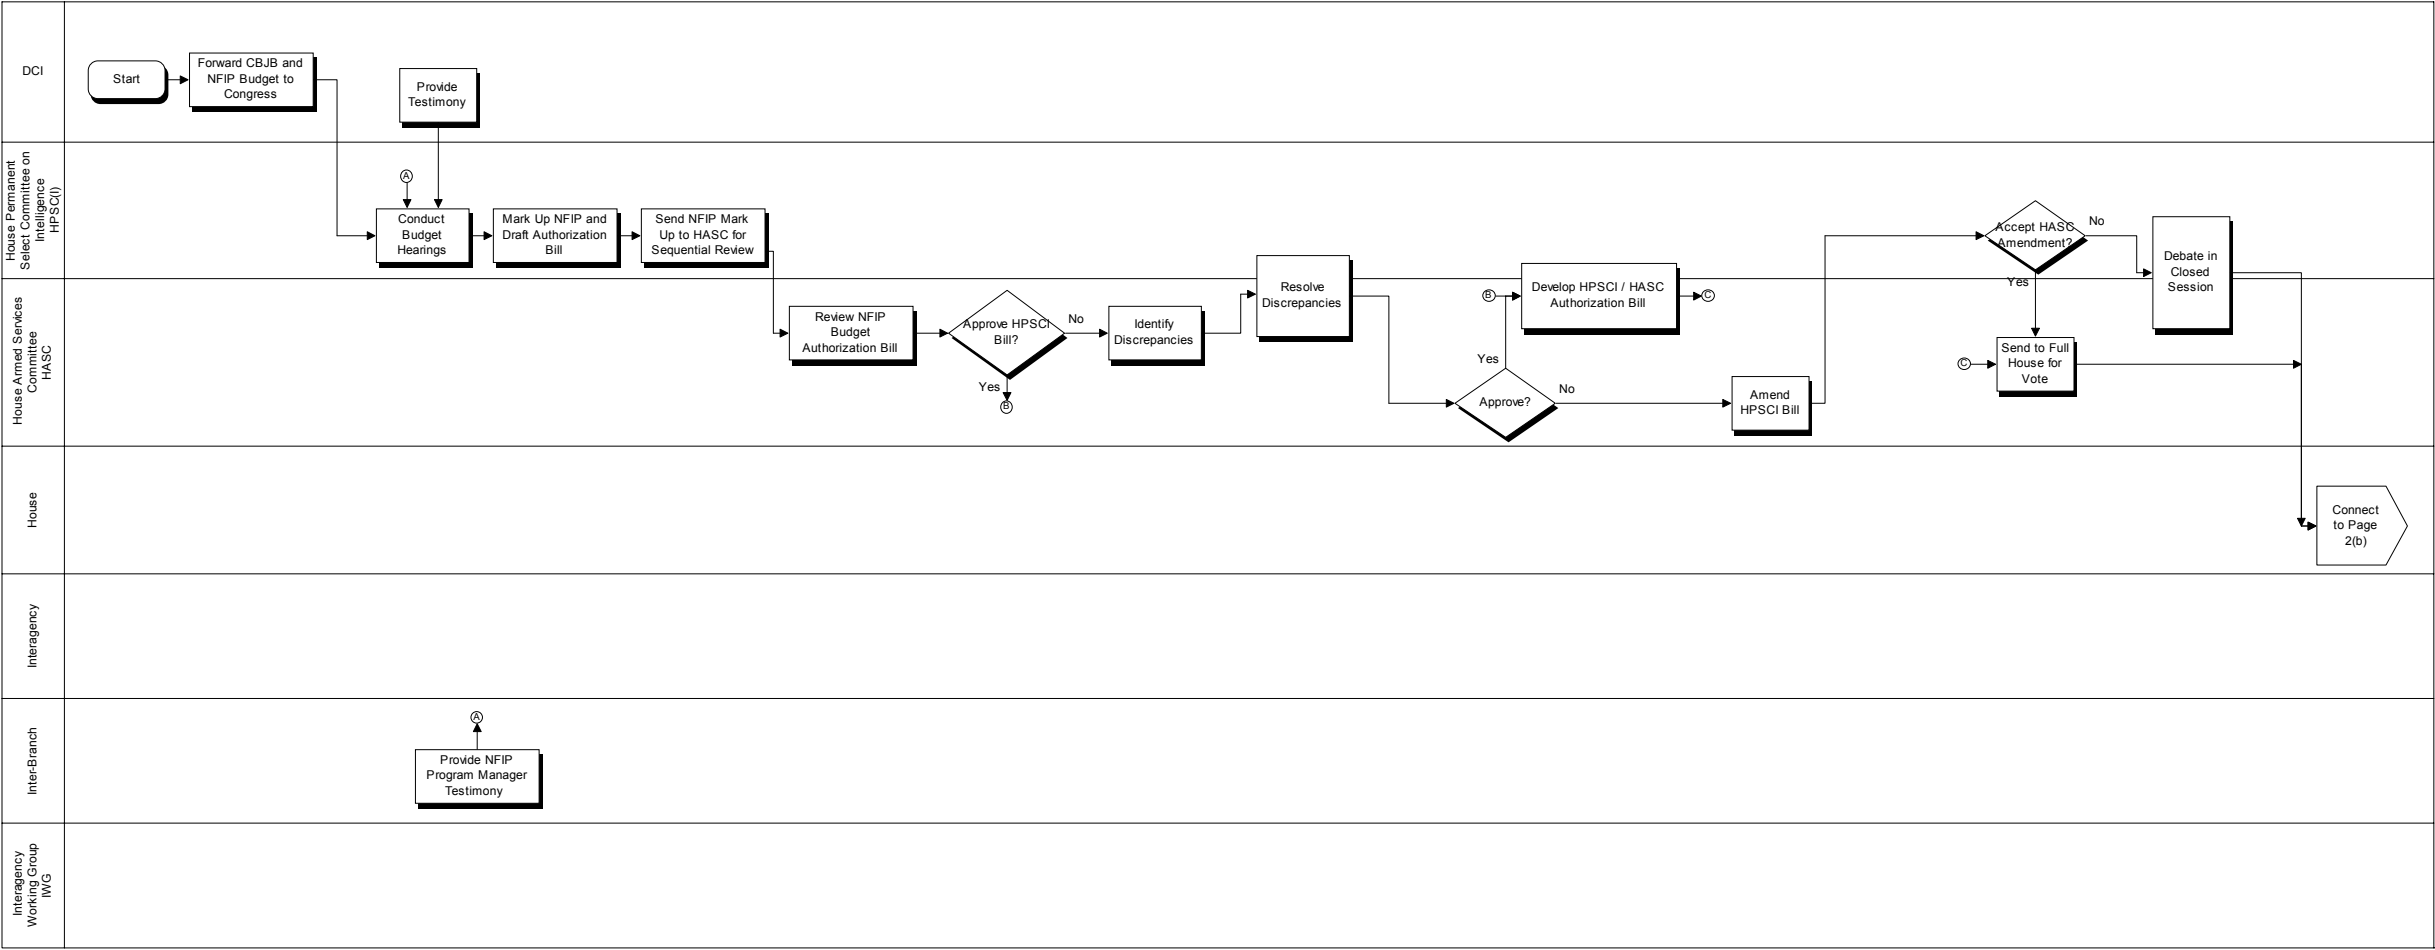 DCI
Start
Forward CBJB and
NFIP Budget to
Congress
Provide
Testimony
House Permanent
Select Committee on
Intelligence
HPSC(I)
A
Conduct
Budget
Hearings
Mark Up NFIP and
Draft Authorization
Bill
Send NFIP Mark
Up to HASC for
Sequential Review
Accept HASC
Amendment?
No
Yes
Debate in
Closed
Session
House Armed Services
Committee
HASC
Review NFIP
Budget
Authorization Bill
Approve HPSCI
Bill?
No
Yes
B
Identify
Discrepancies
Resolve
Discrepancies
B
Develop HPSCI / HASC
Authorization Bill
C
Yes
Approve?
No
Amend
HPSCI Bill
C
Send to Full
House for
Vote
House
Connect
to Page
2(b)
Interagency
Inter-Branch
A
Provide NFIP
Program Manager
Testimony
Interagency
Working Group
IWG